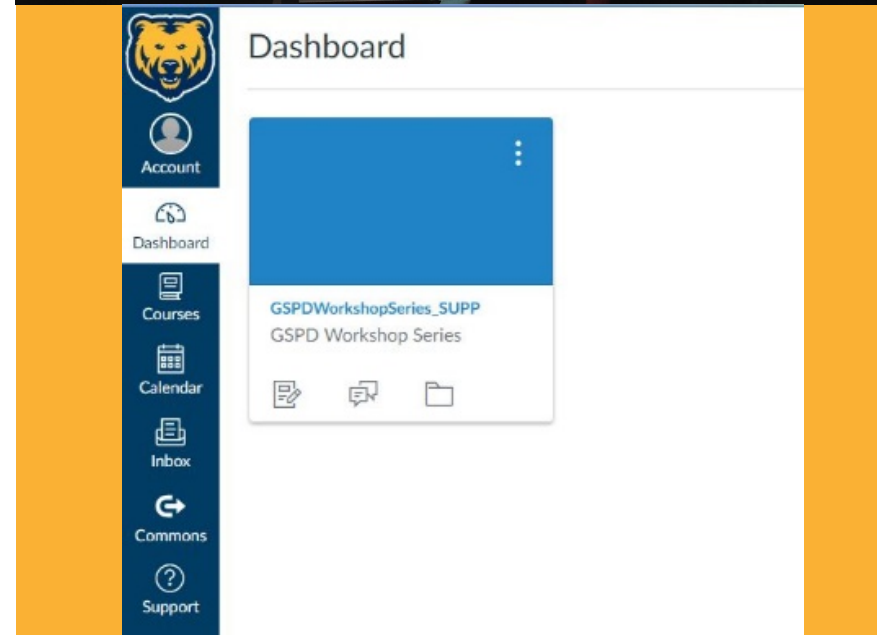 Dashboard
Account
Dashboard
Courses
Calendar
Inbox
Commons
Support
GSPDWorkshopSeries_SUPP
GSPD Workshop Series